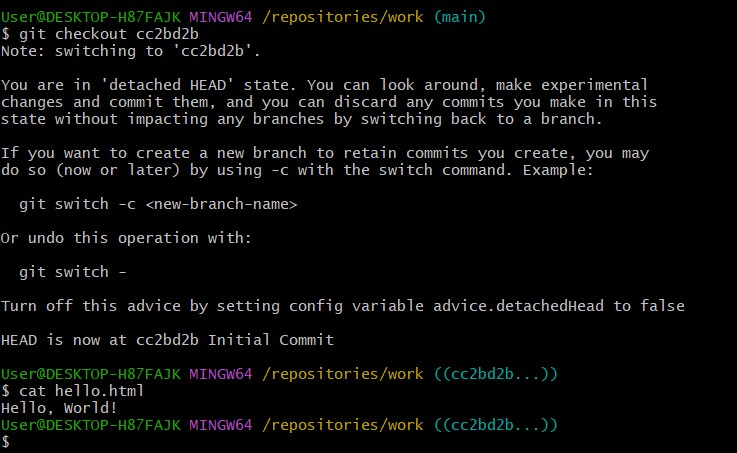 User@DESKTOP-H87FAJK MINGW64 /repositories/work (main)
$ git checkout cc2bd2b
Note: switching to 'cc2bd2b'.
You are in 'detached HEAD' state. You can look around, make experimental
changes and commit them, and you can discard any commits you make in this
state without impacting any branches by switching back to a branch.
If you want to create a new branch to retain commits you create, you may
do so (now or later) by using -c with the switch command. Example:
git switch -c <new-branch-name>
Or undo this operation with:
git switch -
Turn off this advice by setting config variable advice.detachedHead to false
HEAD is now at cc2bd2b Initial Commit
User@DESKTOP-H87FAJK MINGW64 /repositories/work ((cc2bd2b...))
$ cat hello.html
Hello, World!
User@DESKTOP-H87FAJK MINGW64 /repositories/work ((cc2bd2b...))
$